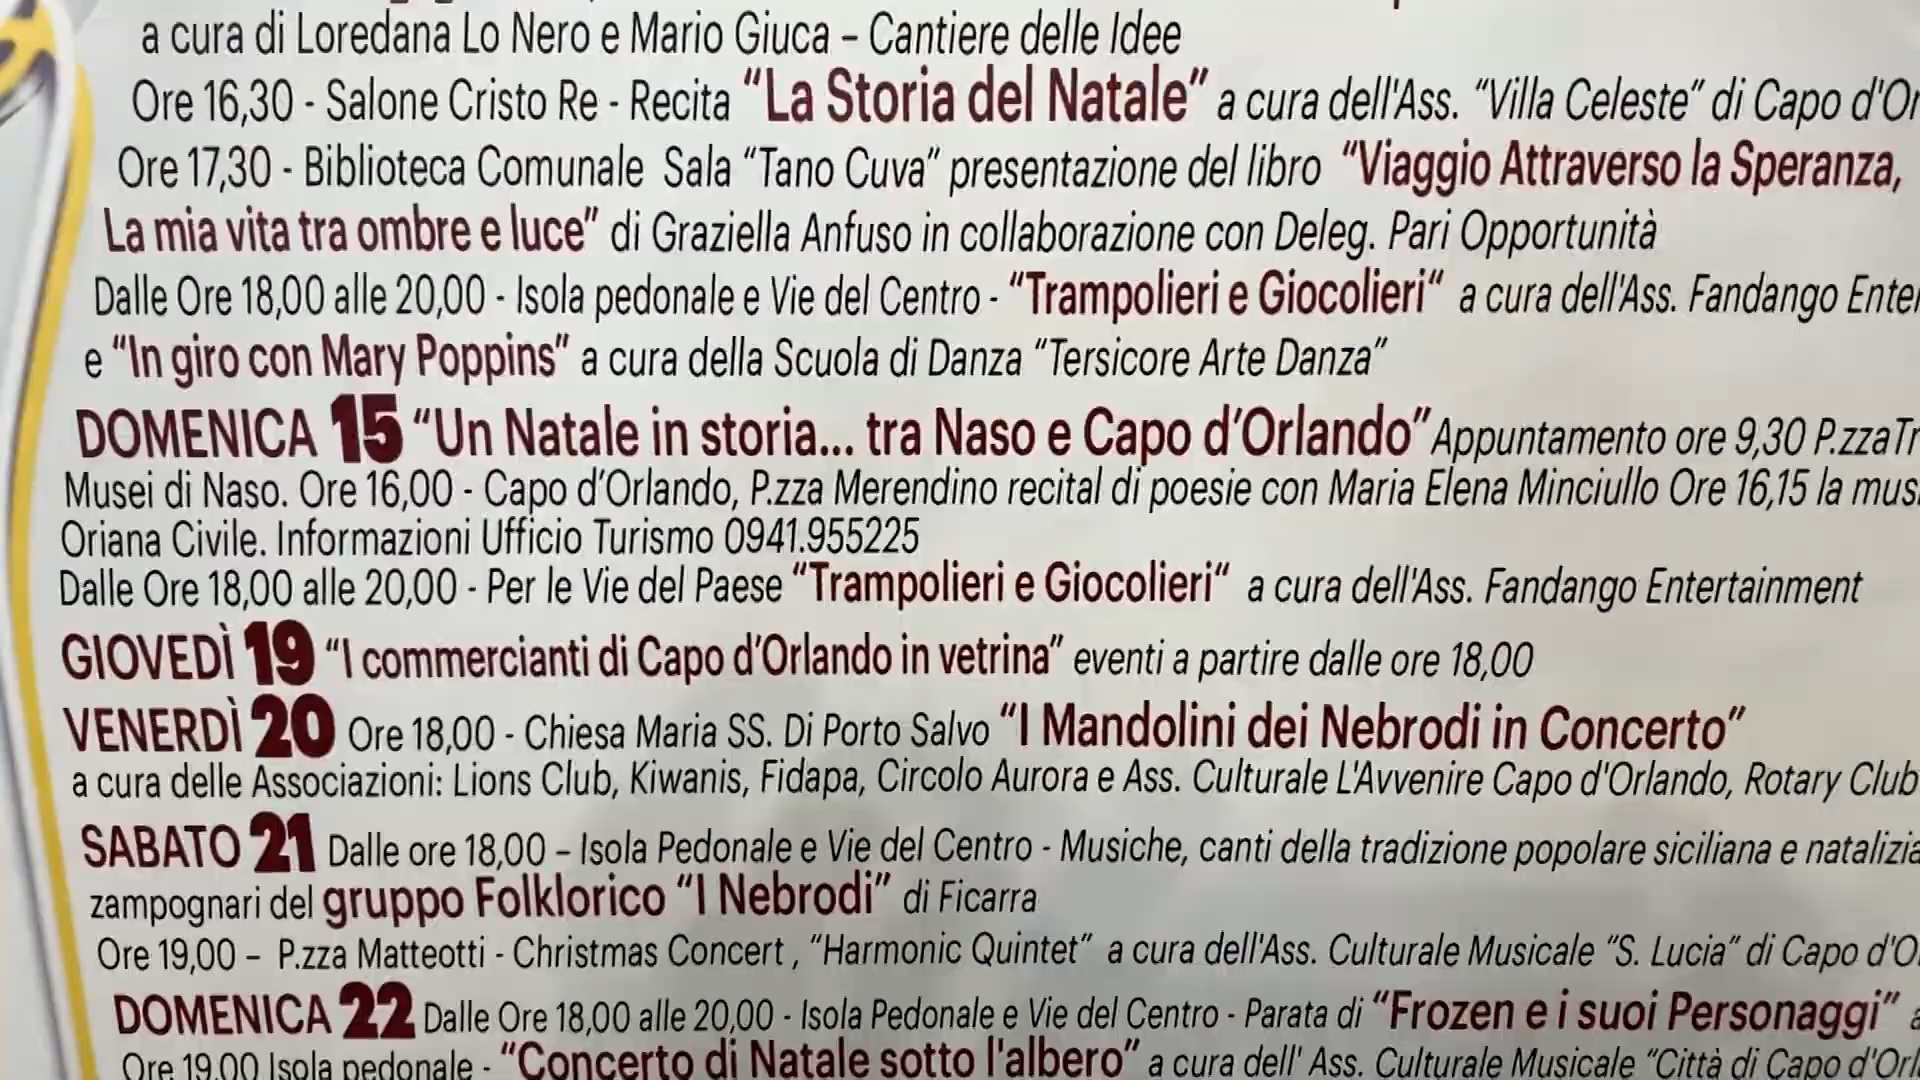 a cura di Loredana Lo Nero e Mario Giuca – Cantiere delle Idee
Ore 16,30 - Salone Cristo Re - Recita “La Storia del Natale” a cura dell'Ass. “Villa Celeste” di Capo d'Or
Ore 17,30 - Biblioteca Comunale Sala “Tano Cuva” presentazione del libro “Viaggio Attraverso la Speranza,
La mia vita tra ombre e luce” di Graziella Anfuso in collaborazione con Deleg. Pari Opportunità
Dalle Ore 18,00 alle 20,00 - Isola pedonale e Vie del Centro - “Trampolieri e Giocolieri“ a cura dell'Ass. Fandango Enter
e “In giro con Mary Poppins” a cura della Scuola di Danza “Tersicore Arte Danza”
DOMENICA 15 “Un Natale in storia... tra Naso e Capo d’Orlando” Appuntamento ore 9,30 P.zzaTr
Musei di Naso. Ore 16,00 - Capo d’Orlando, P.zza Merendino recital di poesie con Maria Elena Minciullo Ore 16,15 la mus
Oriana Civile. Informazioni Ufficio Turismo 0941.955225
Dalle Ore 18,00 alle 20,00 - Per le Vie del Paese “Trampolieri e Giocolieri“ a cura dell'Ass. Fandango Entertainment
GIOVEDÌ 19 “I commercianti di Capo d’Orlando in vetrina” eventi a partire dalle ore 18,00
VENERDÌ 20 Ore 18,00 - Chiesa Maria SS. Di Porto Salvo “I Mandolini dei Nebrodi in Concerto”
a cura delle Associazioni: Lions Club, Kiwanis, Fidapa, Circolo Aurora e Ass. Culturale L'Avvenire Capo d'Orlando, Rotary Club
SABATO 21 Dalle ore 18,00 – Isola Pedonale e Vie del Centro - Musiche, canti della tradizione popolare siciliana e natalizia
zampognari del gruppo Folklorico “I Nebrodi” di Ficarra
Ore 19,00 – P.zza Matteotti - Christmas Concert , “Harmonic Quintet” a cura dell'Ass. Culturale Musicale “S. Lucia” di Capo d'O
DOMENICA 22 Dalle Ore 18,00 alle 20,00 - Isola Pedonale e Vie del Centro - Parata di “Frozen e i suoi Personaggi” a
Ore 19,00 Isola pedonale - “Concerto di Natale sotto l'albero” a cura dell' Ass. Culturale Musicale “Città di Capo d'Orl